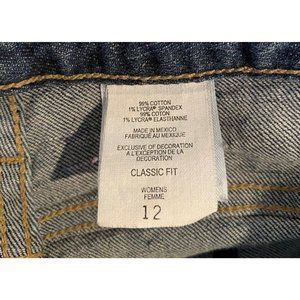 99% COTTON
1% LYCRA® SPANDEX
99% COTON
1% LYCRA® ELASTHANNE
MADE IN MEXICO
FABRIQUÉ AU MEXIQUE
EXCLUSIVE OF DECORATION
A L'EXCEPTION DE LA
DECORATION
CLASSIC FIT
WOMENS
FEMME
12